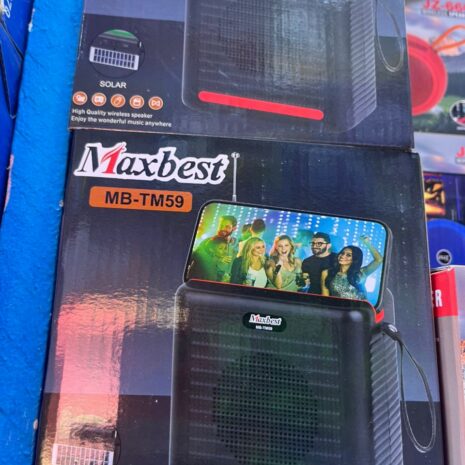 SOLAR
High Quality wireless speaker
Enjoy the wonderful music anywhere
Maxbest
MB-TM59
Maxbest
MB-TM59